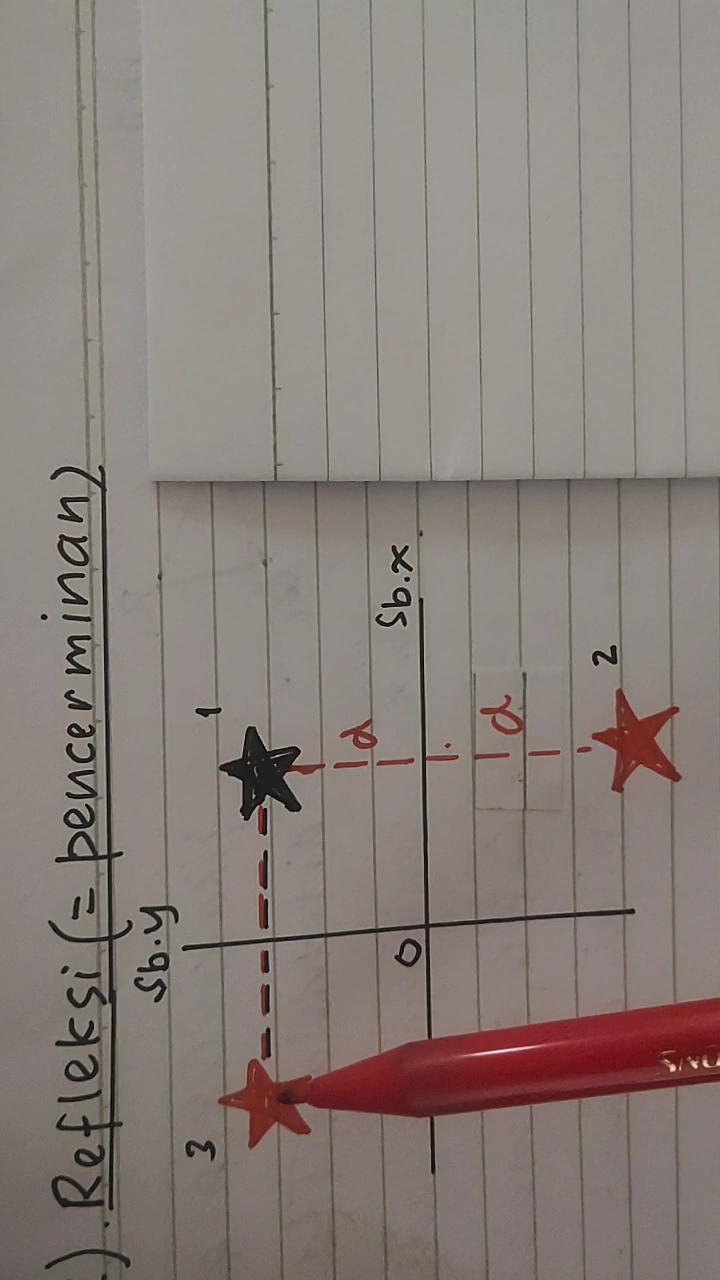 ). Refleksi (= pencerminan)
Sb.y
3
1
d
0
Sb.x
d
2